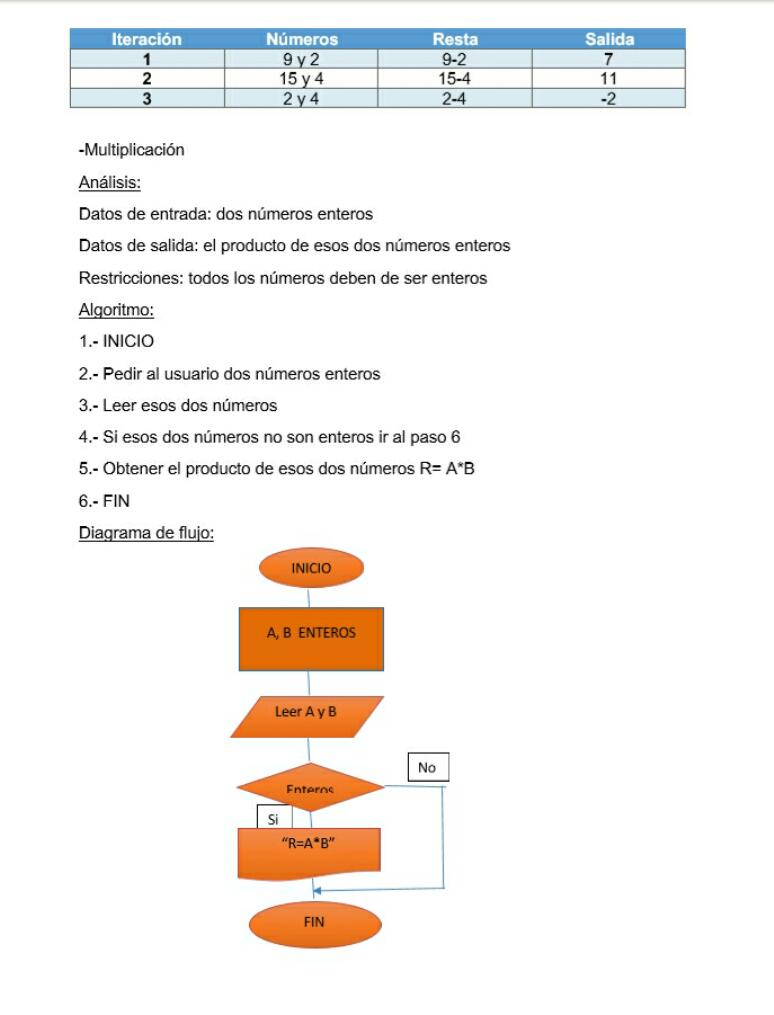 Iteración Números Resta Salida
1 9 y 2 9-2 7
2 15 y 4 15-4 11
3 2 y 4 2-4 -2
-Multiplicación
Análisis:
Datos de entrada: dos números enteros
Datos de salida: el producto de esos dos números enteros
Restricciones: todos los números deben de ser enteros
Algoritmo:
1.- INICIO
2.- Pedir al usuario dos números enteros
3.- Leer esos dos números
4.- Si esos dos números no son enteros ir al paso 6
5.- Obtener el producto de esos dos números R= A*B
6.- FIN
Diagrama de flujo:
INICIO
A, B ENTEROS
Leer A y B
No
Enteros
Si
“R=A*B”
FIN